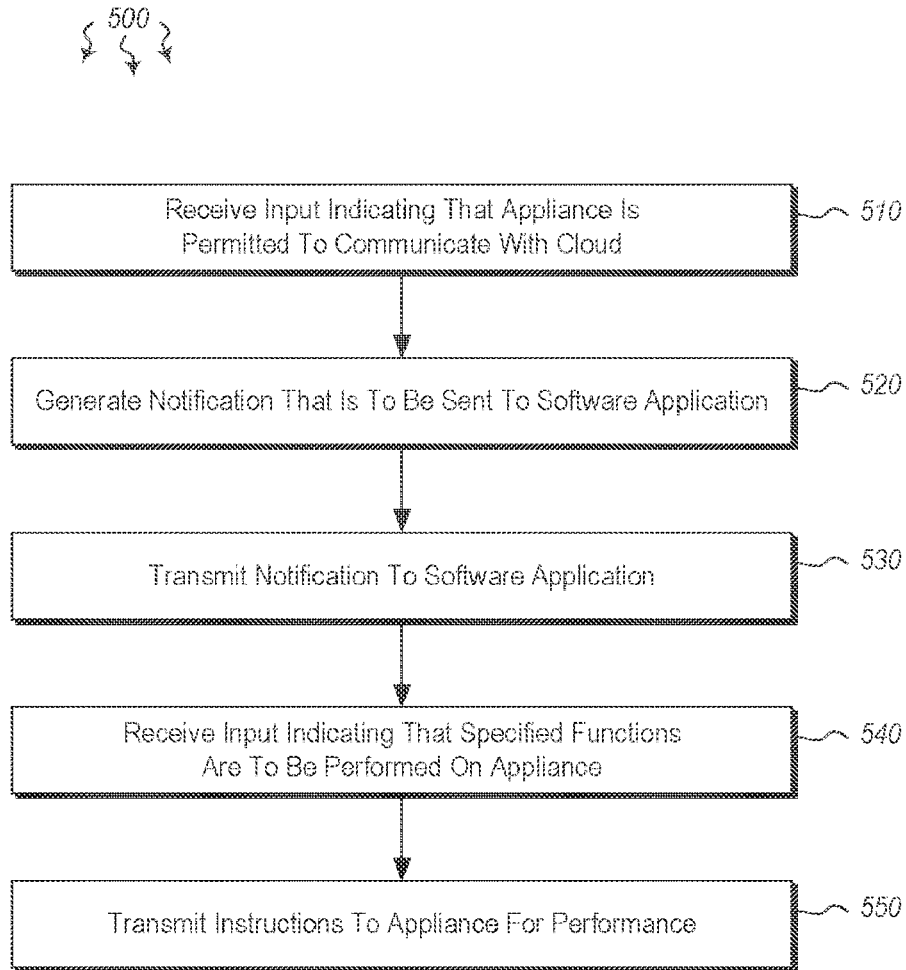 500
Receive Input Indicating That Appliance Is
Permitted To Communicate With Cloud
510
Generate Notification That Is To Be Sent To Software Application
520
Transmit Notification To Software Application
530
Receive Input Indicating That Specified Functions
Are To Be Performed On Appliance
540
Transmit Instructions To Appliance For Performance
550